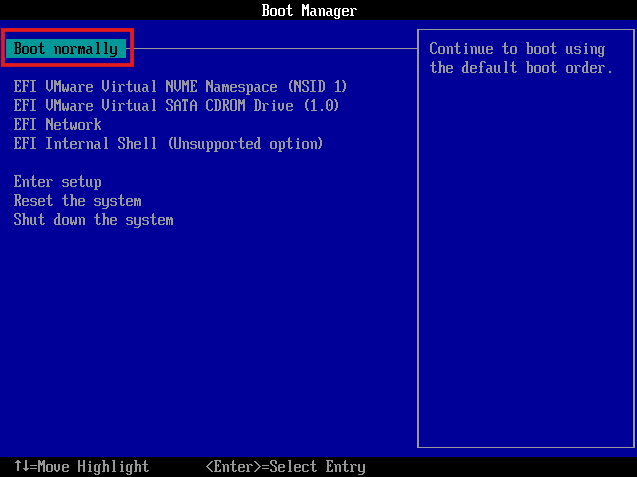 Boot Manager
Boot normally
Continue to boot using
the default boot order.
EFI VMware Virtual NVME Namespace (NSID 1)
EFI VMware Virtual SATA CDROM Drive (1.0)
EFI Network
EFI Internal Shell (Unsupported option)
Enter setup
Reset the system
Shut down the system
↑↓=Move Highlight <Enter>=Select Entry